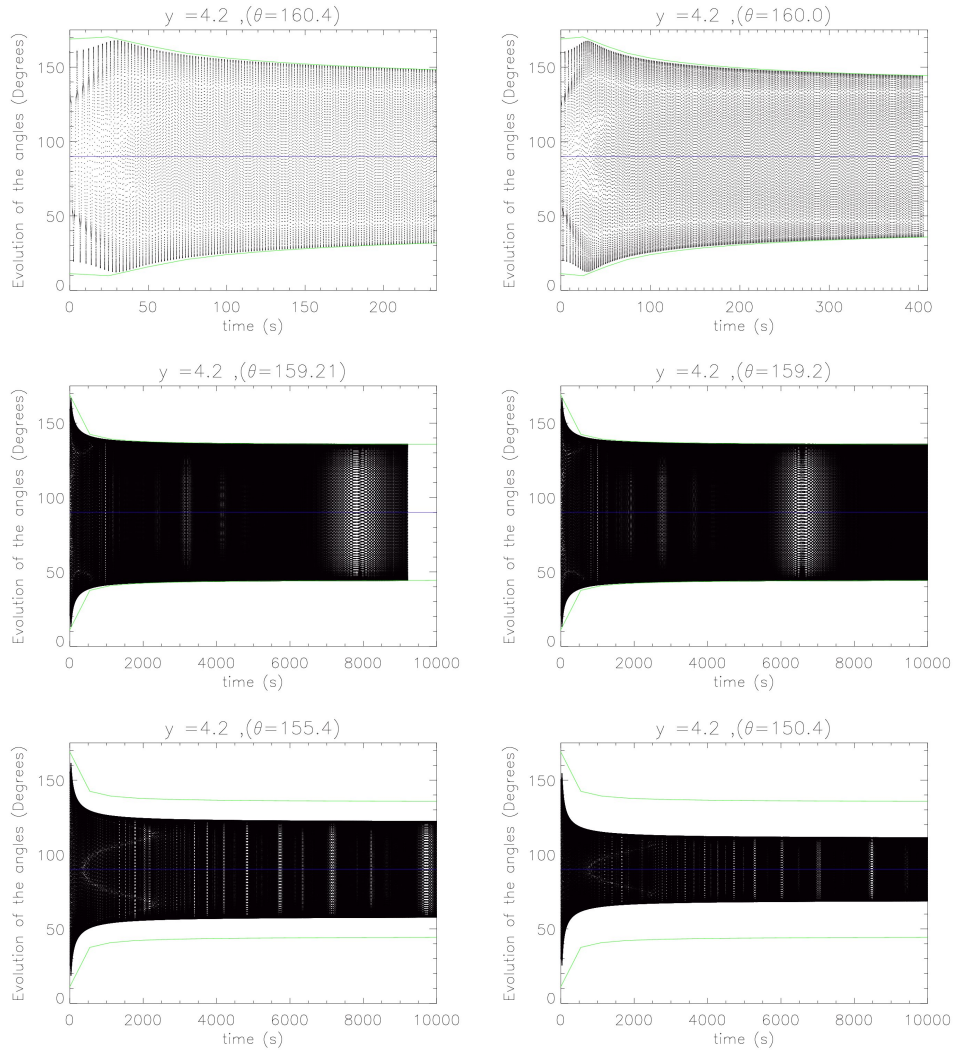 y =4.2 ,(θ=160.4)
Evolution of the angles (Degrees)
150
100
50
0
0 50 100 150 200
time (s)
y =4.2 ,(θ=160.0)
Evolution of the angles (Degrees)
150
100
50
0
0 100 200 300 400
time (s)
y =4.2 ,(θ=159.21)
Evolution of the angles (Degrees)
150
100
50
0
0 2000 4000 6000 8000 10000
time (s)
y =4.2 ,(θ=159.2)
Evolution of the angles (Degrees)
150
100
50
0
0 2000 4000 6000 8000 10000
time (s)
y =4.2 ,(θ=155.4)
Evolution of the angles (Degrees)
150
100
50
0
0 2000 4000 6000 8000 10000
time (s)
y =4.2 ,(θ=150.4)
Evolution of the angles (Degrees)
150
100
50
0
0 2000 4000 6000 8000 10000
time (s)